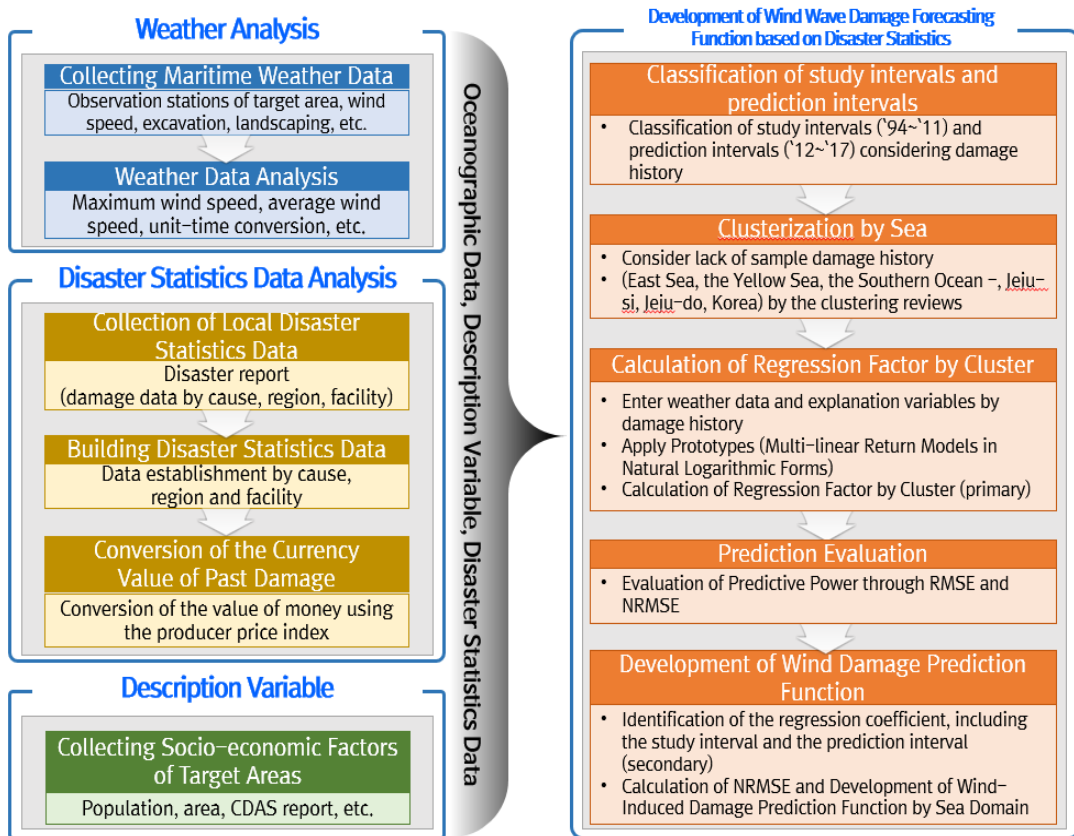 Weather Analysis
Collecting Maritime Weather Data
Observation stations of target area, wind
speed, excavation, landscaping, etc.
Weather Data Analysis
Maximum wind speed, average wind
speed, unit-time conversion, etc.
Disaster Statistics Data Analysis
Collection of Local Disaster
Statistics Data
Disaster report
(damage data by cause, region, facility)
Building Disaster Statistics Data
Data establishment by cause,
region and facility
Conversion of the Currency
Value of Past Damage
Conversion of the value of money using
the producer price index
Description Variable
Collecting Socio-economic Factors
of Target Areas
Population, area, CDAS report, etc.
Oceanographic Data, Description Variable, Disaster Statistics Data
Development of Wind Wave Damage Forecasting
Function based on Disaster Statistics
Classification of study intervals and
prediction intervals
• Classification of study intervals (`94~`11) and
prediction intervals (`12~`17) considering damage
history
Clusterization by Sea
• Consider lack of sample damage history
• (East Sea, the Yellow Sea, the Southern Ocean -, Jeju-
si, Jeju-do, Korea) by the clustering reviews
Calculation of Regression Factor by Cluster
• Enter weather data and explanation variables by
damage history
• Apply Prototypes (Multi-linear Return Models in
Natural Logarithmic Forms)
• Calculation of Regression Factor by Cluster (primary)
Prediction Evaluation
• Evaluation of Predictive Power through RMSE and
NRMSE
Development of Wind Damage Prediction
Function
• Identification of the regression coefficient, including
the study interval and the prediction interval
(secondary)
• Calculation of NRMSE and Development of Wind-
Induced Damage Prediction Function by Sea Domain